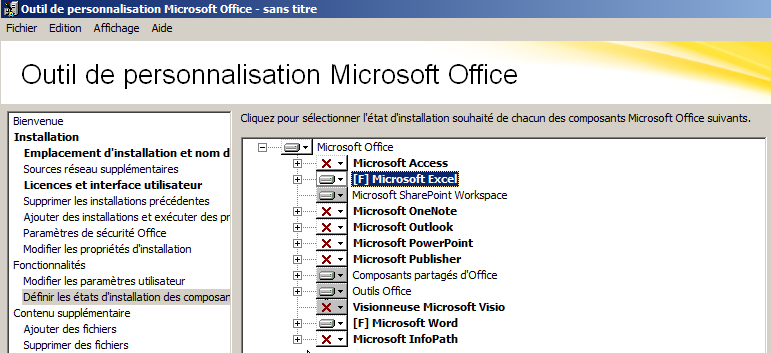 Outil de personalisation Microsoft Office - sans titre
Fichier Edition Affichage Aide
Outil de personnalisation Microsoft Office
Bienvenue
Installation
Emplacement d'installation et nom d
Sources réseau supplémentaires
Licences et interface utilisateur
Supprimer les installations précédentes
Ajouter des installations et exécuter des pr
Paramètres de sécurité Office
Modifier les propriétés d'installation
Fonctionnalités
Modifier les paramètres utilisateur
Définir les états d'installation des composan
Contenu supplémentaire
Ajouter des fichiers
Supprimer des fichiers
Cliquez pour sélectionner l'état d'installation souhaité de chacun des composants Microsoft Office suivants.
Microsoft Office
Microsoft Access
[F] Microsoft Excel
Microsoft SharePoint Workspace
Microsoft OneNote
Microsoft Outlook
Microsoft PowerPoint
Microsoft Publisher
Composants partagés d'Office
Outils Office
Visionneuse Microsoft Visio
[F] Microsoft Word
Microsoft InfoPath